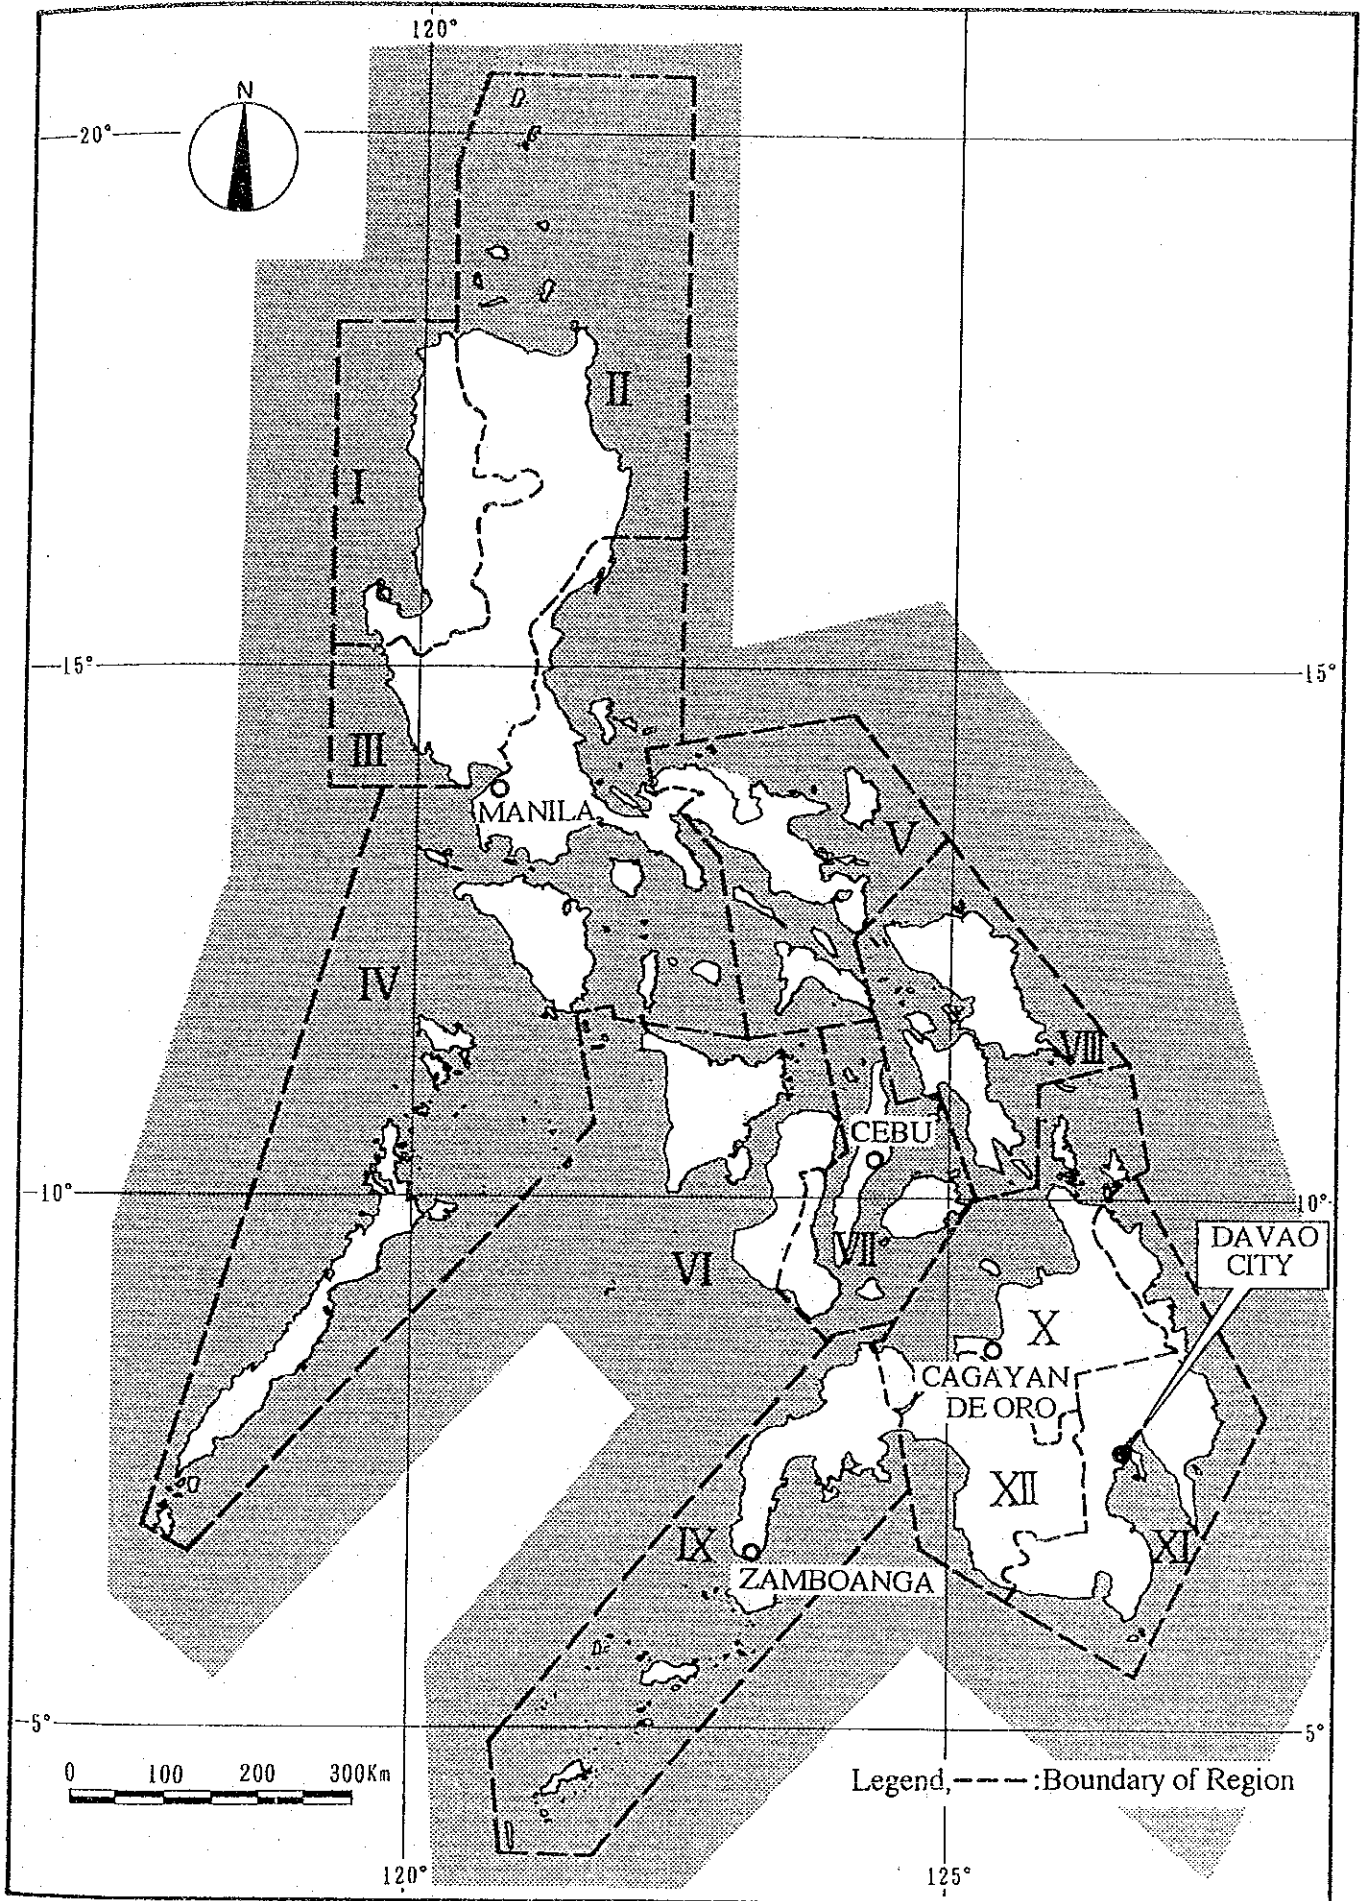 120°
N
20°
II
I
15°
15°
III
MANILA
V
IV
VIII
CEBU
10°
10°
DAVAO
CITY
VII
VI
X
CAGAYAN
DE ORO
XII
IX
XI
ZAMBOANGA
5°
5°
0 100 200 300Km
Legend, ---- :Boundary of Region
120°
125°